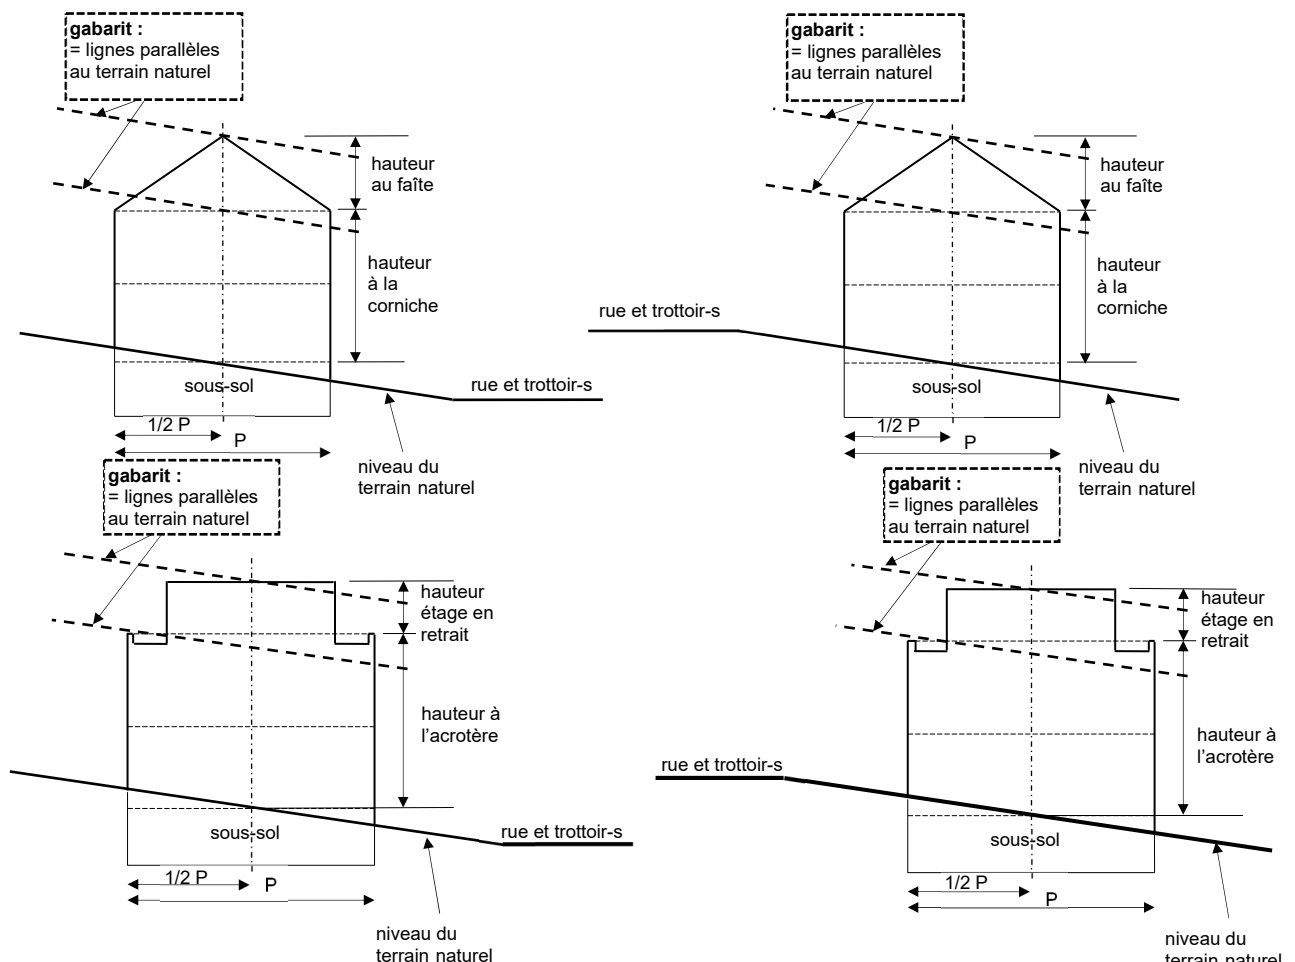 gabarit :
= lignes parallèles
au terrain naturel
hauteur
au faîte
hauteur
à la
corniche
sous-sol
rue et trottoir-s
1/2 P
P
niveau du
terrain naturel
gabarit :
= lignes parallèles
au terrain naturel
hauteur
au faîte
hauteur
à la
corniche
rue et trottoir-s
sous-sol
1/2 P
P
niveau du
terrain naturel
gabarit :
= lignes parallèles
au terrain naturel
hauteur
étage en
retrait
hauteur à
l’acrotère
sous-sol
rue et trottoir-s
1/2 P
P
niveau du
terrain naturel
gabarit :
= lignes parallèles
au terrain naturel
hauteur
étage en
retrait
hauteur à
l’acrotère
rue et trottoir-s
sous-sol
1/2 P
P
niveau du
terrain naturel